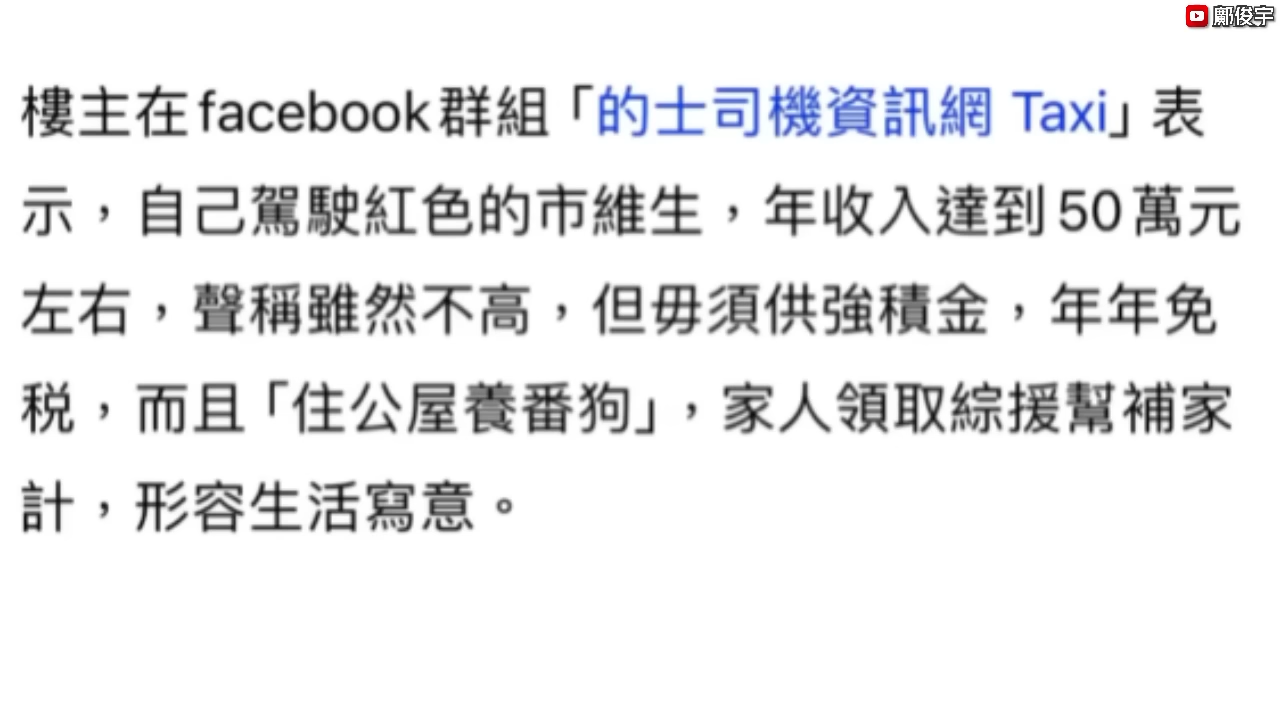 鄺俊宇
樓主在facebook群組「的士司機資訊網 Taxi」表
示，自己駕駛紅色的市維生，年收入達到50萬元
左右，聲稱雖然不高，但毋須供強積金，年年免
税，而且「住公屋養番狗」，家人領取綜援幫補家
計，形容生活寫意。